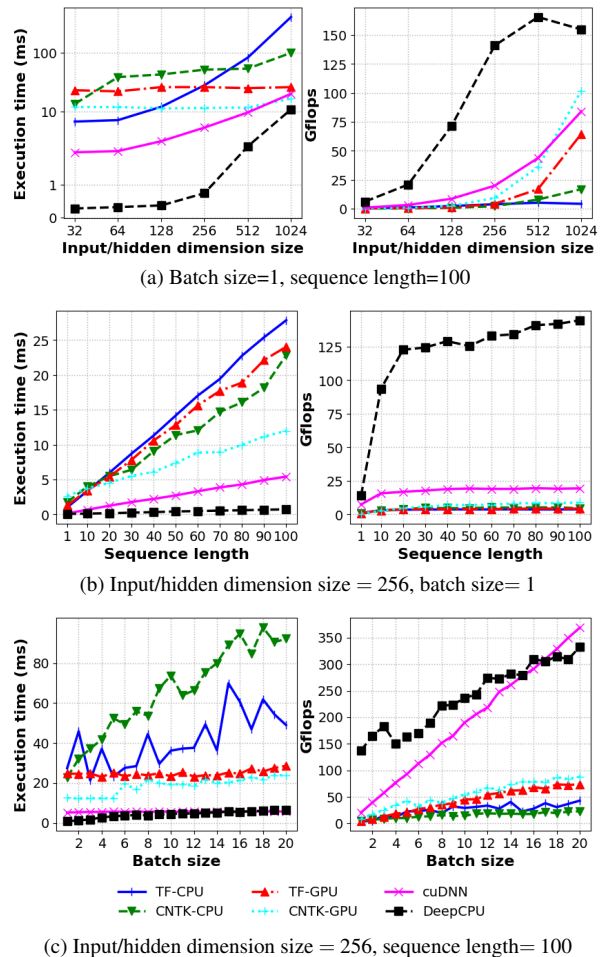 Execution time (ms)
100
10
1
0
32 64 128 256 512 1024
Input/hidden dimension size
Gflops
175
150
125
100
75
50
25
0
32 64 128 256 512 1024
Input/hidden dimension size
(a) Batch size=1, sequence length=100
Execution time (ms)
25
20
15
10
5
0
1 10 20 30 40 50 60 70 80 90 100
Sequence length
Gflops
125
100
75
50
25
0
1 10 20 30 40 50 60 70 80 90 100
Sequence length
(b) Input/hidden dimension size = 256, batch size= 1
Execution time (ms)
80
60
40
20
0
2 4 6 8 10 12 14 16 18 20
Batch size
Gflops
350
300
250
200
150
100
50
0
2 4 6 8 10 12 14 16 18 20
Batch size
TF-CPU TF-GPU cuDNN
CNTK-CPU CNTK-GPU DeepCPU
(c) Input/hidden dimension size = 256, sequence length= 100